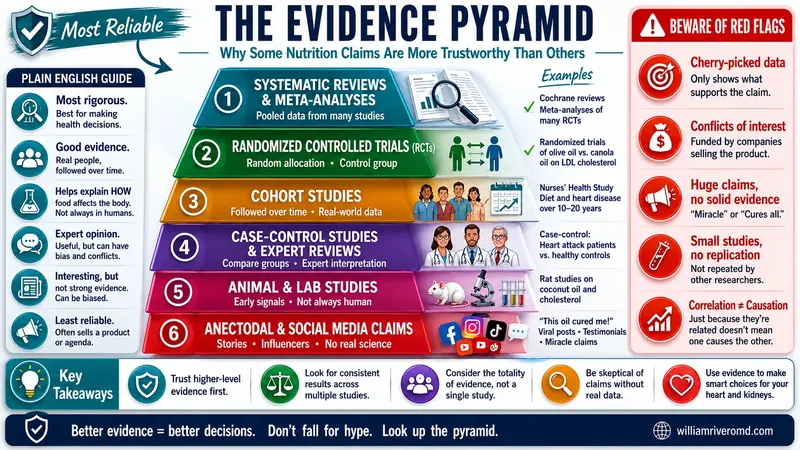 Most Reliable
THE EVIDENCE PYRAMID
Why Some Nutrition Claims Are More Trustworthy Than Others
PLAIN ENGLISH GUIDE
Most rigorous.
Best for making
health decisions.
Good evidence.
Real people,
followed over time.
Helps explain HOW
food affects the body.
Not always in humans.
Expert opinion.
Useful, but can have
bias and conflicts.
Interesting, but
not strong evidence.
Can be biased.
Least reliable.
Often sells a product
or agenda.
1
SYSTEMATIC REVIEWS
& META-ANALYSES
Pooled data from many studies
2
RANDOMIZED CONTROLLED TRIALS (RCTs)
Random allocation • Control group
3
COHORT STUDIES
Followed over time • Real-world data
4
CASE-CONTROL STUDIES
& EXPERT REVIEWS
Compare groups • Expert interpretation
5
ANIMAL & LAB STUDIES
Early signals • Not always human
6
ANECTODAL & SOCIAL MEDIA CLAIMS
Stories • Influencers • No real science
Examples
Cochrane reviews
Meta-analyses of
many RCTs
Randomized trials
of olive oil vs. canola
oil on LDL cholesterol
Nurses' Health Study
Diet and heart disease
over 10–20 years
Case-control:
Heart attack patients
vs. healthy controls
Rat studies on
coconut oil and
cholesterol
"This oil cured me!"
Viral posts • Testimonials
• Miracle claims
BEWARE OF RED FLAGS
Cherry-picked data
Only shows what
supports the claim.
Conflicts of interest
Funded by companies
selling the product.
Huge claims,
no solid evidence
"Miracle" or "Cures all."
Small studies,
no replication
Not repeated by
other researchers.
Correlation ≠ Causation
Just because they're
related doesn't mean
one causes the other.
Key
Takeaways
Trust higher-level
evidence first.
Look for consistent
results across
multiple studies.
Consider the totality
of evidence, not a
single study.
Be skeptical of
claims without
real data.
Use evidence to make
smart choices for your
heart and kidneys.
Better evidence = better decisions. Don't fall for hype. Look up the pyramid.
williamriveromd.com